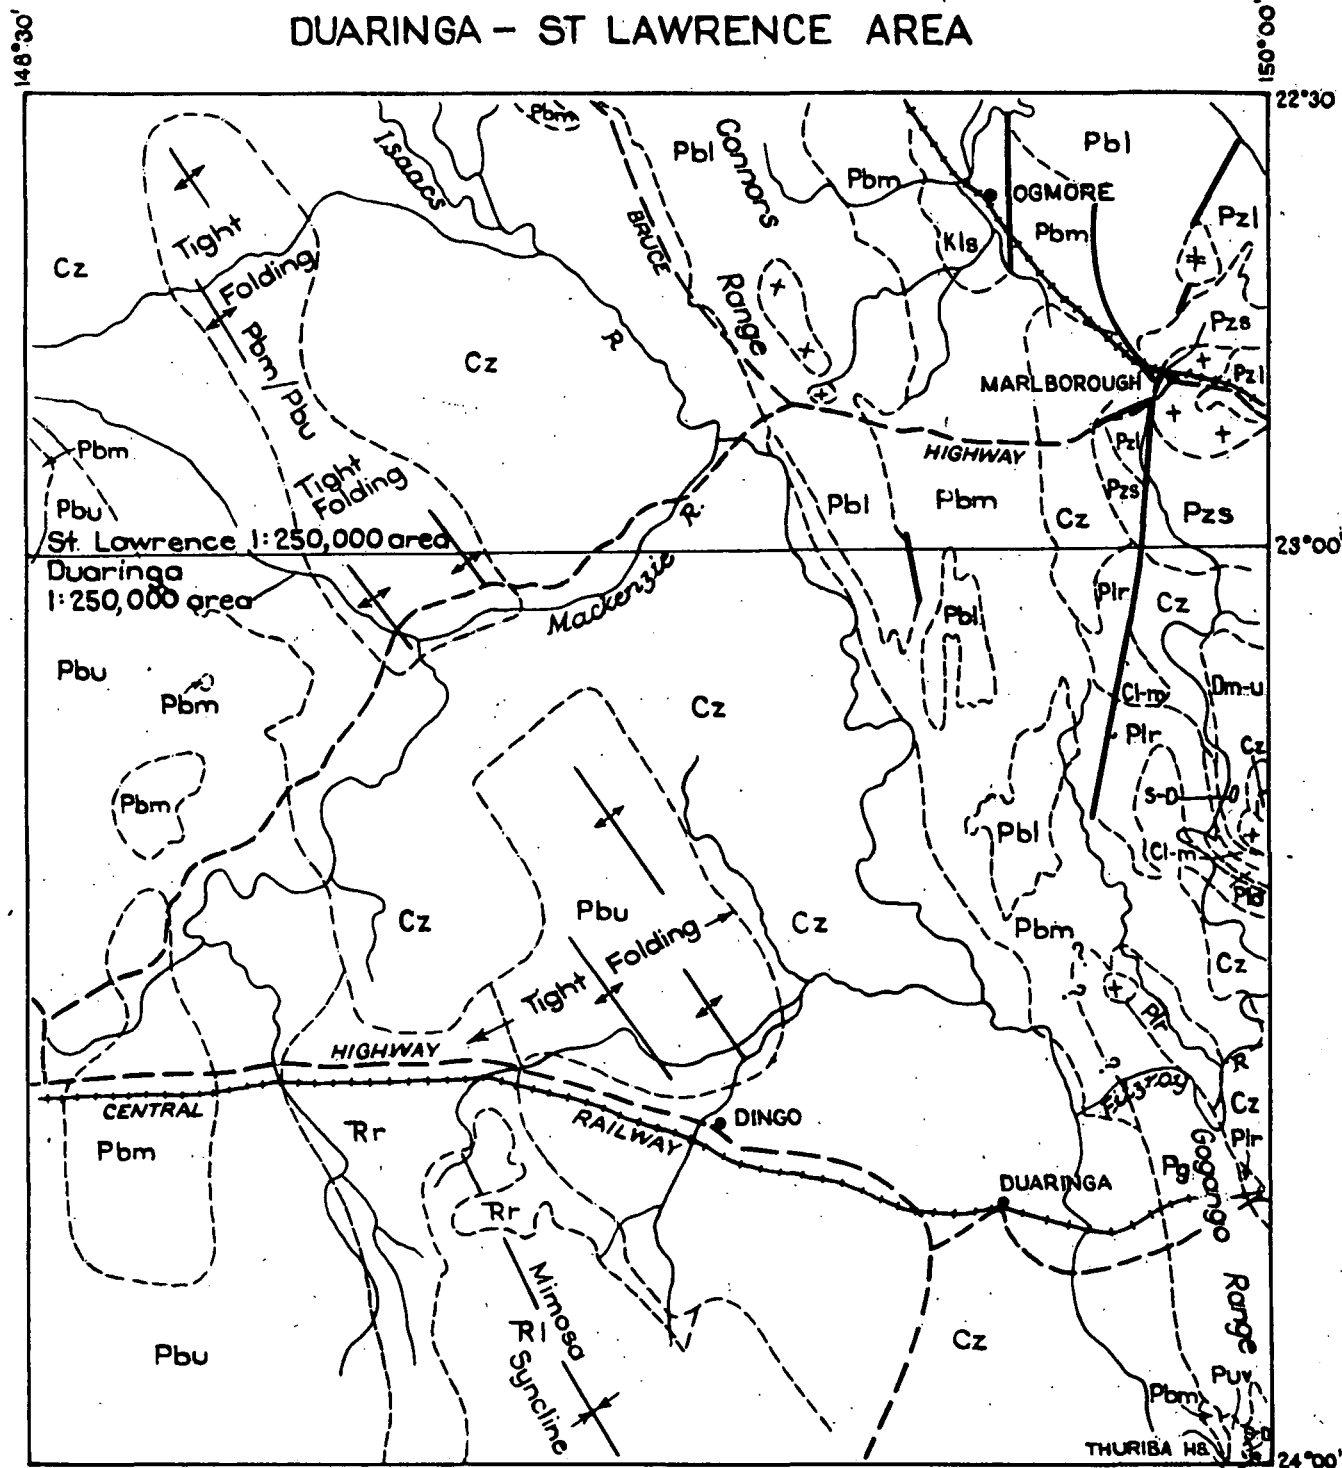 DUARINGA – ST LAWRENCE AREA
148°30'
150°00'
22°30'
Pbm
Isaacs
Pbl
Connors
Pbl
Pbm
OGMORE
Pbm
Kls
Pzl
Tight
Folding
Cz
BRUCE
Range
Pbm/Pbu
Cz
R.
Pzs
Pzl
MARLBOROUGH
HIGHWAY
Pzl
Pzs
Pbm
Pbu
Tight
Folding
R.
Pbl
Pbm
Cz
Pzs
St. Lawrence 1:250,000 area
23°00'
Duaringa
1:250,000 area
Mackenzie
Pbl
Plr
Cz
Pbu
Pbm
Cz
Cl-m
Dm-u
Plr
Cz
Pbm
S-D
D
Pbl
Cl-m
Pbu
Cz
Cz
Tight Folding
Pbm
Cz
Plr
HIGHWAY
R
Fitzroy
Cz
CENTRAL
RAILWAY
DINGO
Pbm
Rr
Plr
Pg
Gogango
Range
DUARINGA
Rr
Mimosa
Syncline
Rl
Pbu
Cz
Puv
Pbm
THURIBA HS.
24°00'